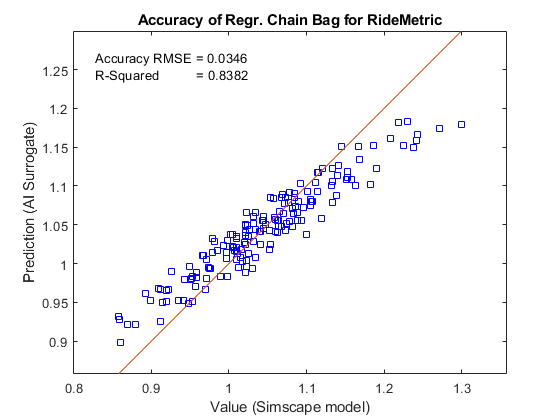 Accuracy of Regr. Chain Bag for RideMetric
Accuracy RMSE = 0.0346
R-Squared = 0.8382
Prediction (AI Surrogate)
1.25
1.2
1.15
1.1
1.05
1
0.95
0.9
0.8 0.9 1 1.1 1.2 1.3
Value (Simscape model)